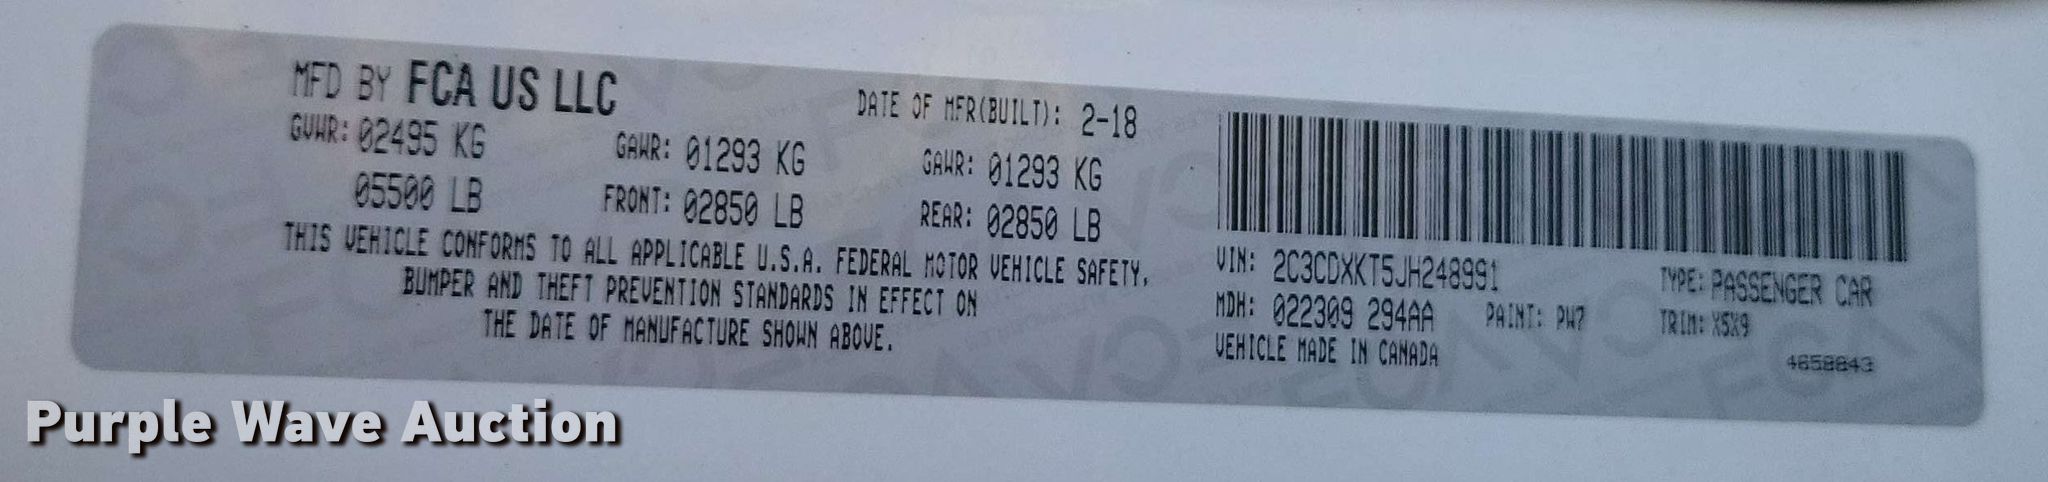 MFD BY FCA US LLC
DATE OF MFR(BUILT): 2-18
GVWR: 02495 KG
GAWR: 01293 KG
GAWR: 01293 KG
05500 LB
FRONT: 02850 LB
REAR: 02850 LB
THIS VEHICLE CONFORMS TO ALL APPLICABLE U.S.A. FEDERAL MOTOR VEHICLE SAFETY,
BUMPER AND THEFT PREVENTION STANDARDS IN EFFECT ON
THE DATE OF MANUFACTURE SHOWN ABOVE.
VIN: 2C3CDXKT5JH248991
TYPE: PASSENGER CAR
MDH: 022309 294AA
PAINT: PW7
TRIM: X5X9
VEHICLE MADE IN CANADA
4658843
Purple Wave Auction